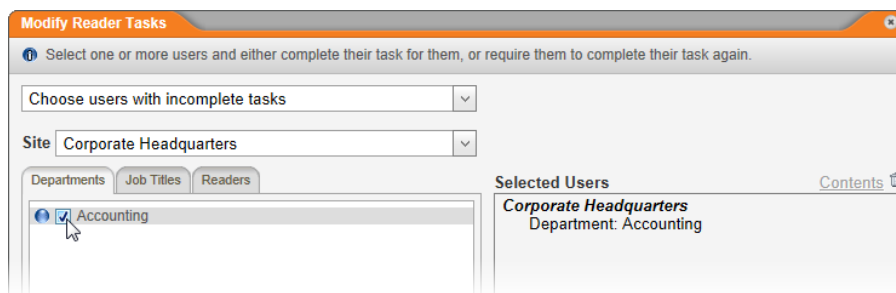 Modify Reader Tasks
Select one or more users and either complete their task for them, or require them to complete their task again.
Choose users with incomplete tasks
Site Corporate Headquarters
Departments Job Titles Readers
Accounting
Selected Users Contents
Corporate Headquarters
Department: Accounting